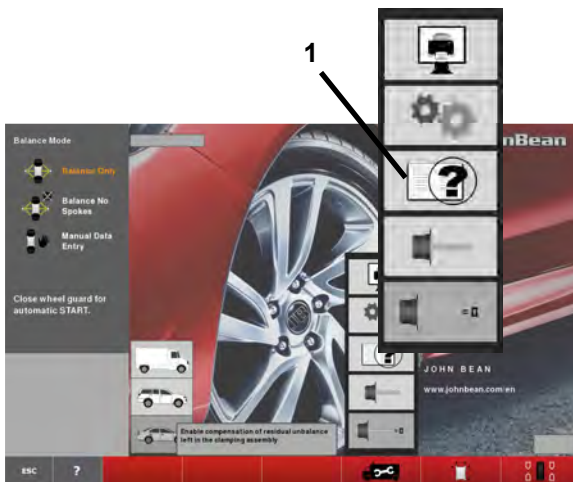 1
Balance Mode
nBean
Balance Only
Balance No
Spokes
Manual Data
Entry
Close wheel guard for
automatic START.
JOHN BEAN
www.johnbean.com/en
Enable compensation of residual unbalance
left in the clamping assembly
ESC
?